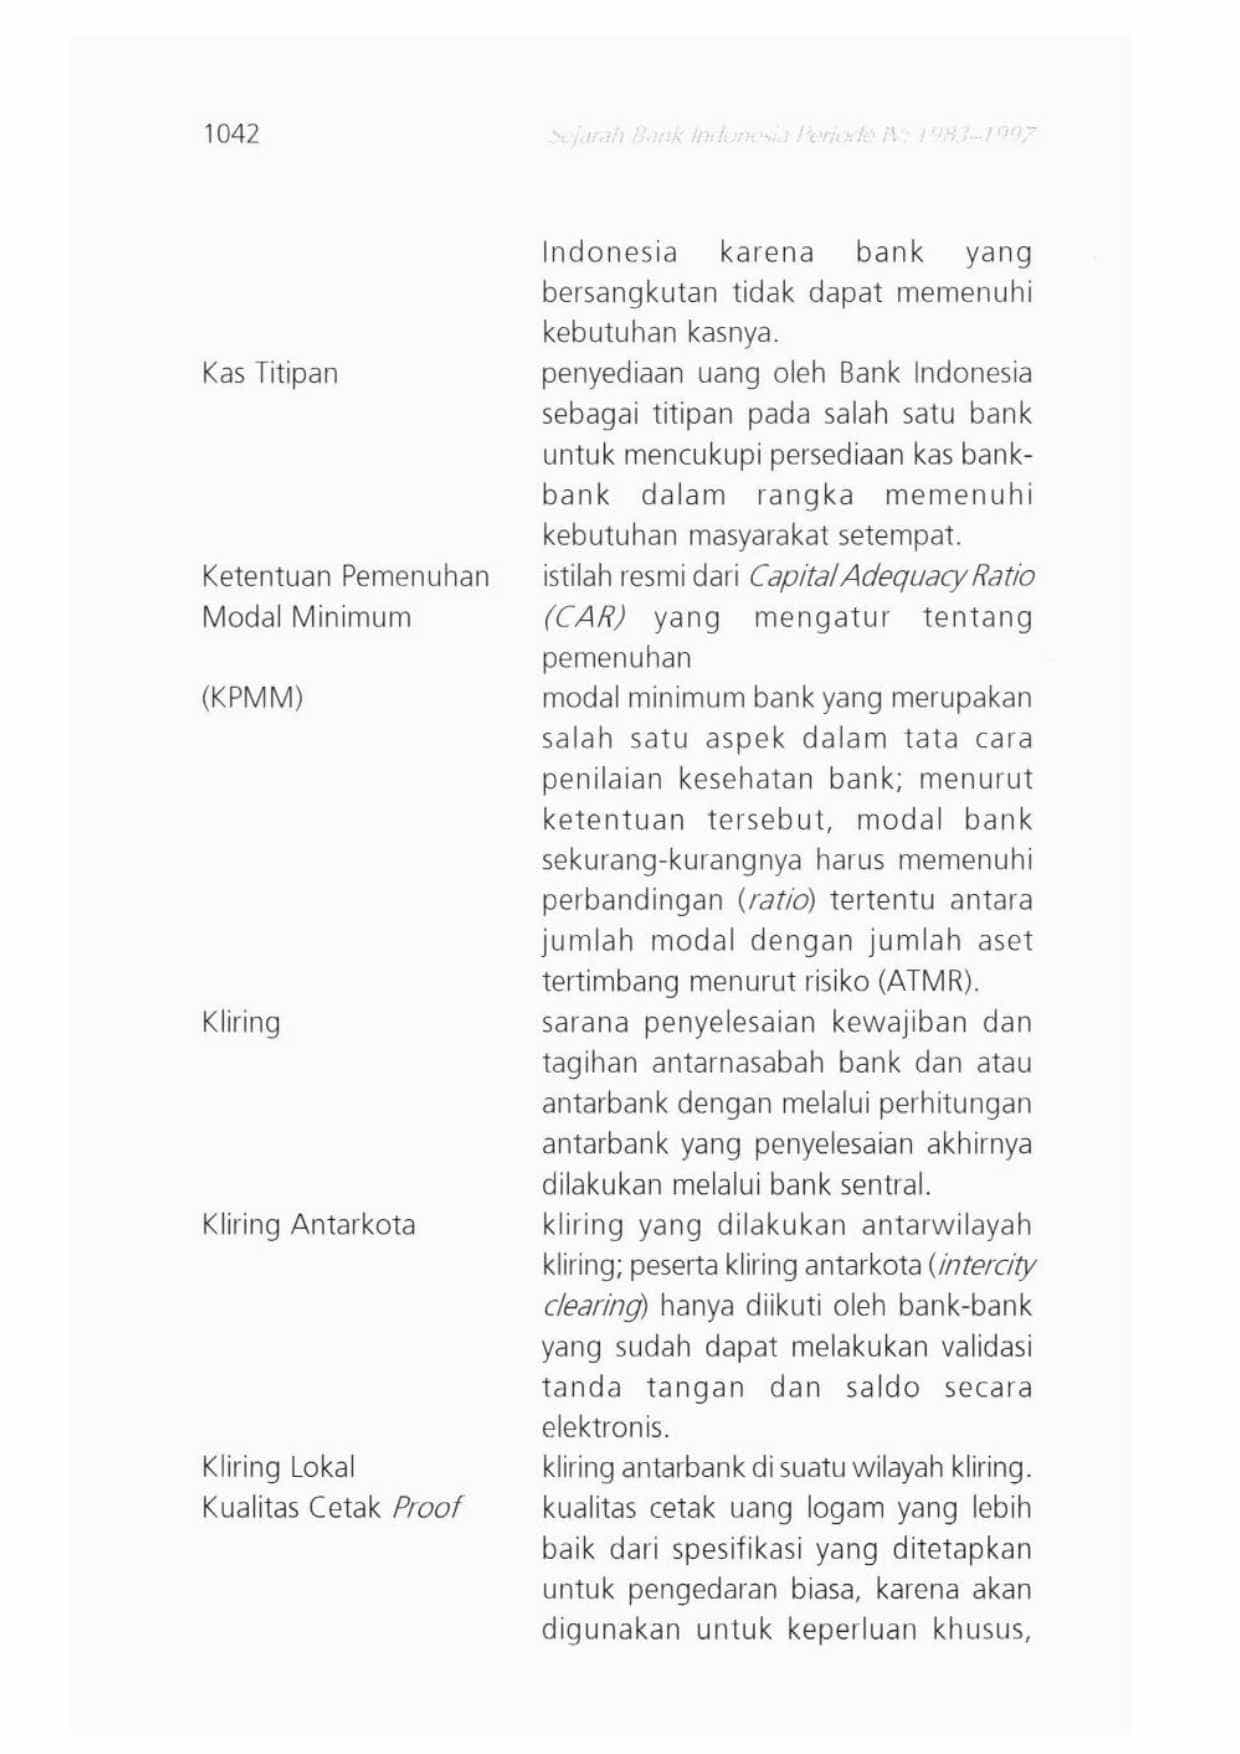 1042 Sejarah Bank Indonesia Periode IV: 1983–1997
Indonesia karena bank yang
bersangkutan tidak dapat memenuhi
kebutuhan kasnya.
Kas Titipan penyediaan uang oleh Bank Indonesia
sebagai titipan pada salah satu bank
untuk mencukupi persediaan kas bank-
bank dalam rangka memenuhi
kebutuhan masyarakat setempat.
Ketentuan Pemenuhan istilah resmi dari Capital Adequacy Ratio
Modal Minimum (CAR) yang mengatur tentang
pemenuhan
(KPMM) modal minimum bank yang merupakan
salah satu aspek dalam tata cara
penilaian kesehatan bank; menurut
ketentuan tersebut, modal bank
sekurang-kurangnya harus memenuhi
perbandingan (ratio) tertentu antara
jumlah modal dengan jumlah aset
tertimbang menurut risiko (ATMR).
Kliring sarana penyelesaian kewajiban dan
tagihan antarnasabah bank dan atau
antarbank dengan melalui perhitungan
antarbank yang penyelesaian akhirnya
dilakukan melalui bank sentral.
Kliring Antarkota kliring yang dilakukan antarwilayah
kliring; peserta kliring antarkota (intercity
clearing) hanya diikuti oleh bank-bank
yang sudah dapat melakukan validasi
tanda tangan dan saldo secara
elektronis.
Kliring Lokal kliring antarbank di suatu wilayah kliring.
Kualitas Cetak Proof kualitas cetak uang logam yang lebih
baik dari spesifikasi yang ditetapkan
untuk pengedaran biasa, karena akan
digunakan untuk keperluan khusus,